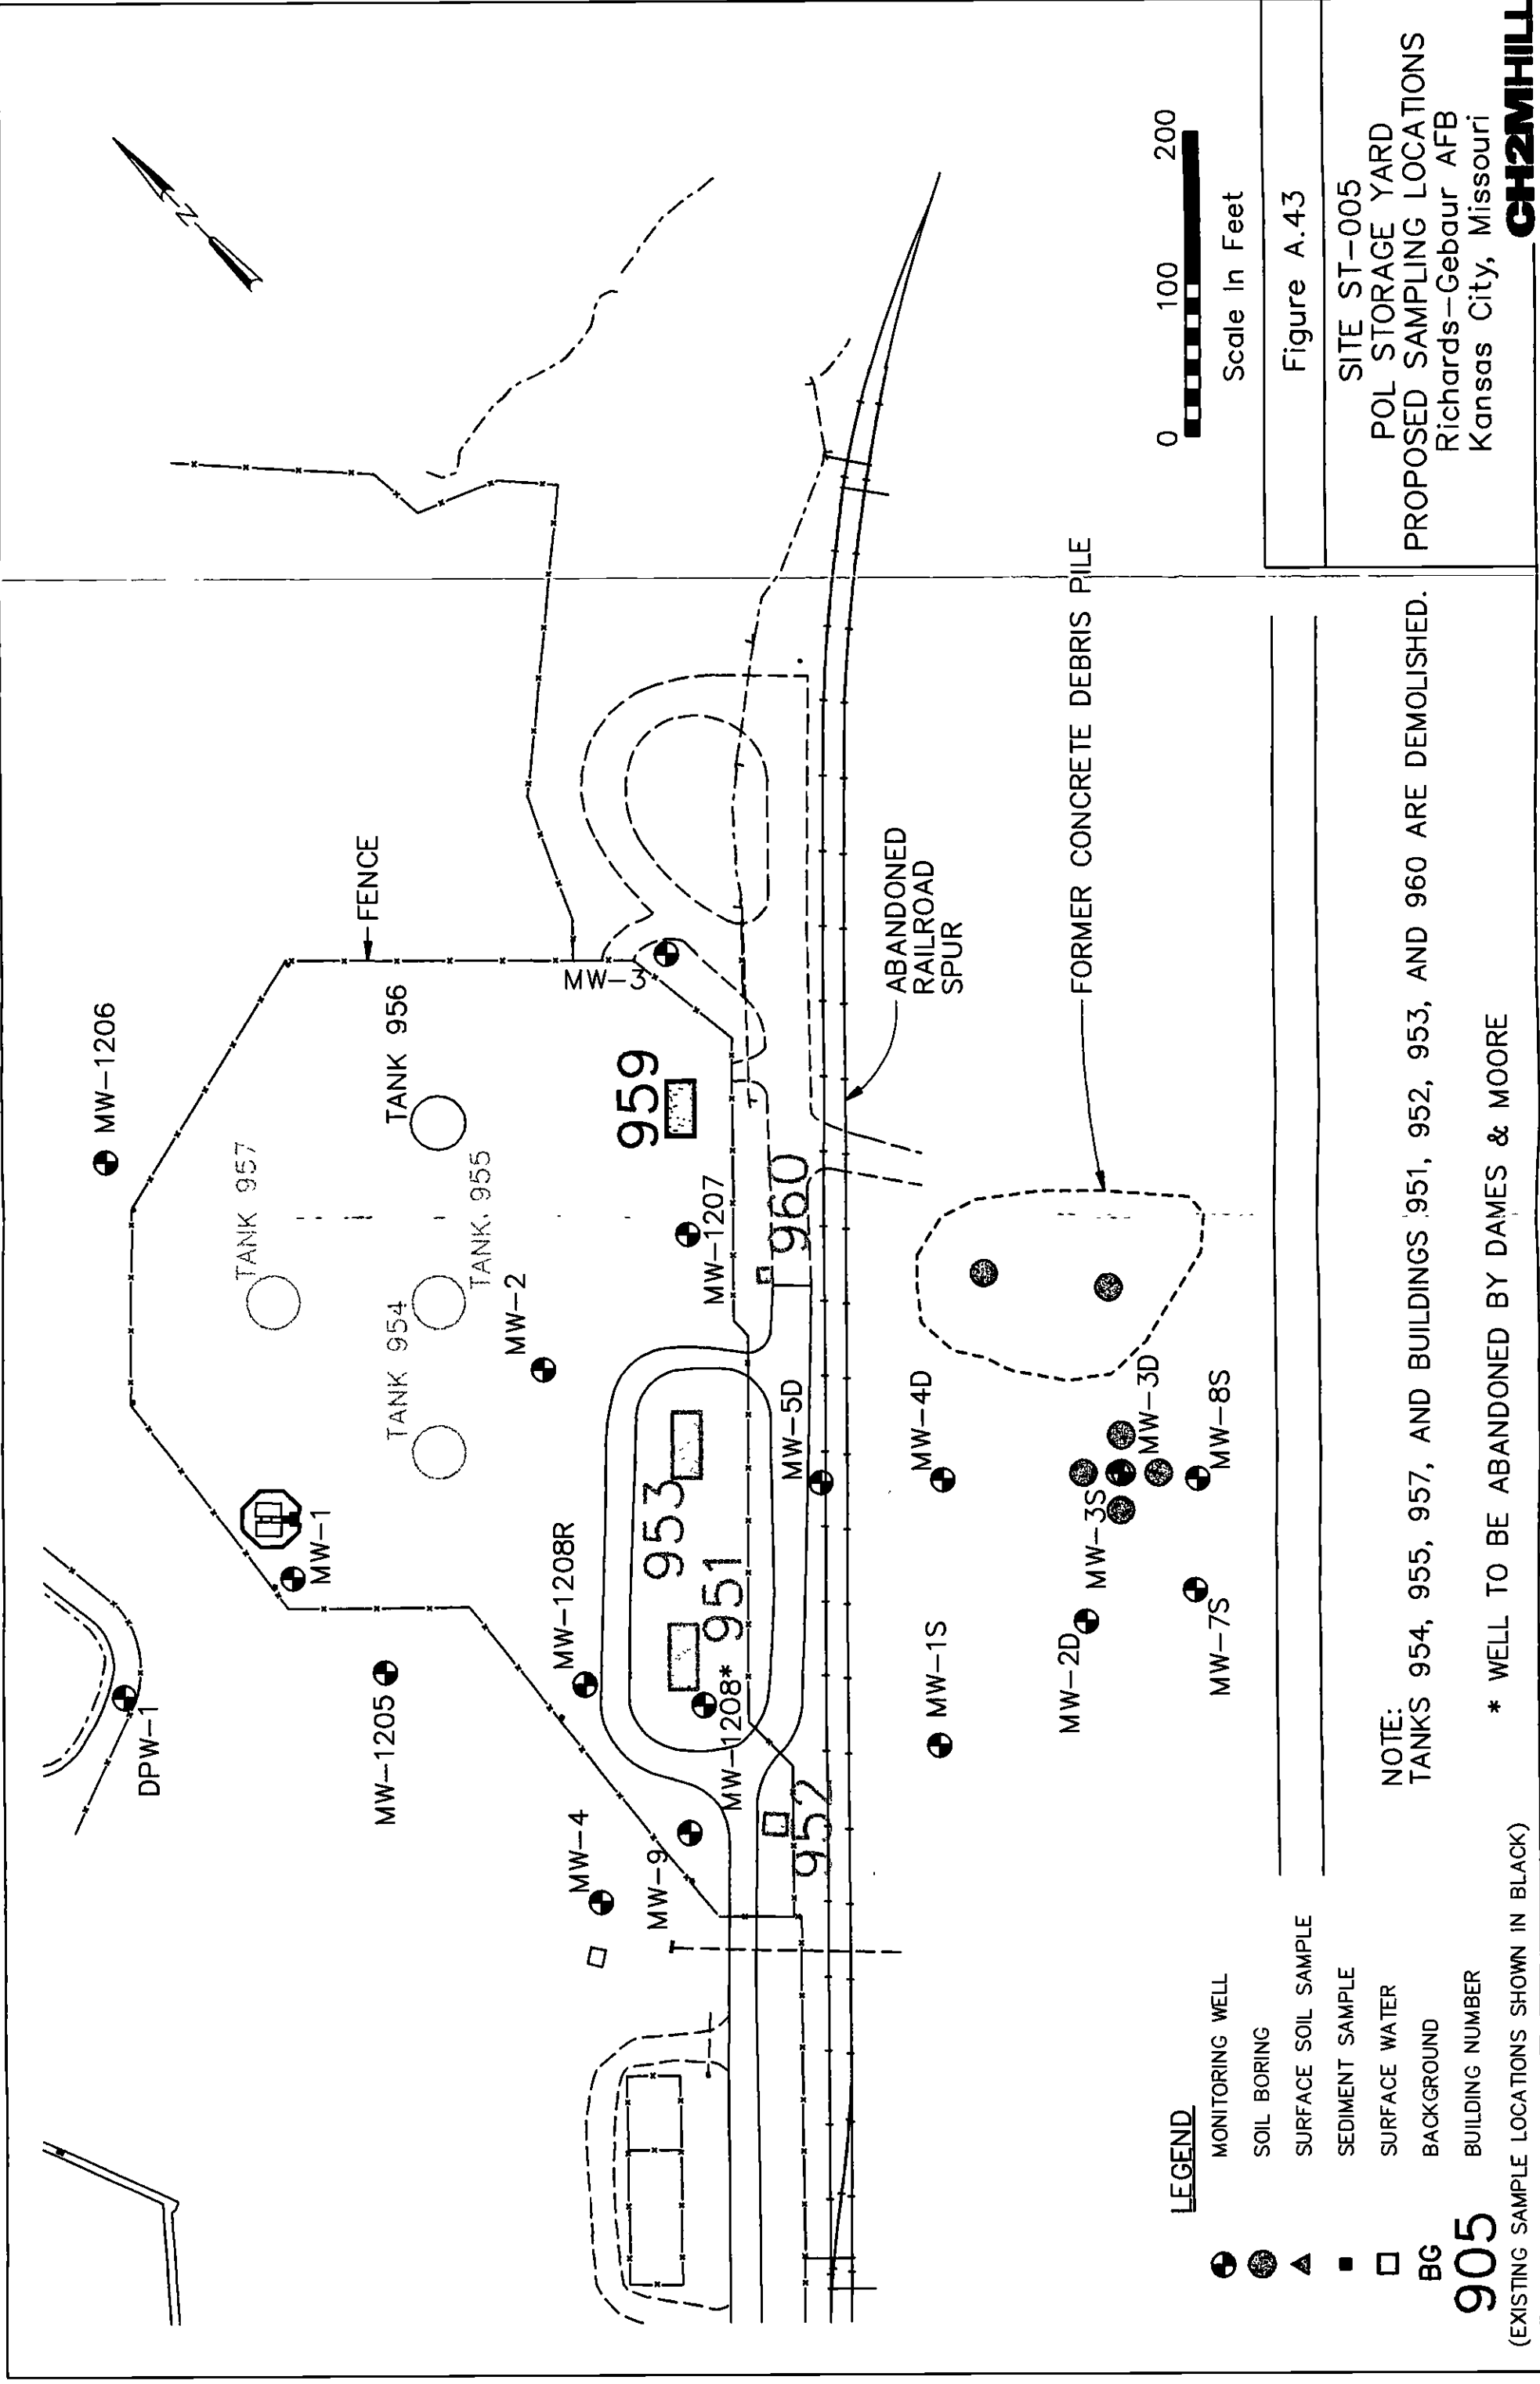 MW-1206
DPW-1
MW-1
TANK 957
FENCE
MW-1205
TANK 954
TANK 956
TANK 955
MW-2
MW-4
MW-1208R
MW-3
MW-9
953
959
951
MW-1208*
MW-1207
952
MW-5D
960
ABANDONED
RAILROAD
SPUR
MW-1S
MW-4D
MW-2D
MW-3S
MW-3D
FORMER CONCRETE DEBRIS PILE
MW-7S
MW-8S
0 100 200
Scale In Feet
LEGEND
MONITORING WELL
SOIL BORING
SURFACE SOIL SAMPLE
SEDIMENT SAMPLE
SURFACE WATER
BG BACKGROUND
905 BUILDING NUMBER
(EXISTING SAMPLE LOCATIONS SHOWN IN BLACK)
NOTE:
TANKS 954, 955, 957, AND BUILDINGS 951, 952, 953, AND 960 ARE DEMOLISHED.
* WELL TO BE ABANDONED BY DAMES & MOORE
Figure A.43
SITE ST-005
POL STORAGE YARD
PROPOSED SAMPLING LOCATIONS
Richards-Gebaur AFB
Kansas City, Missouri
CH2MHILL
N